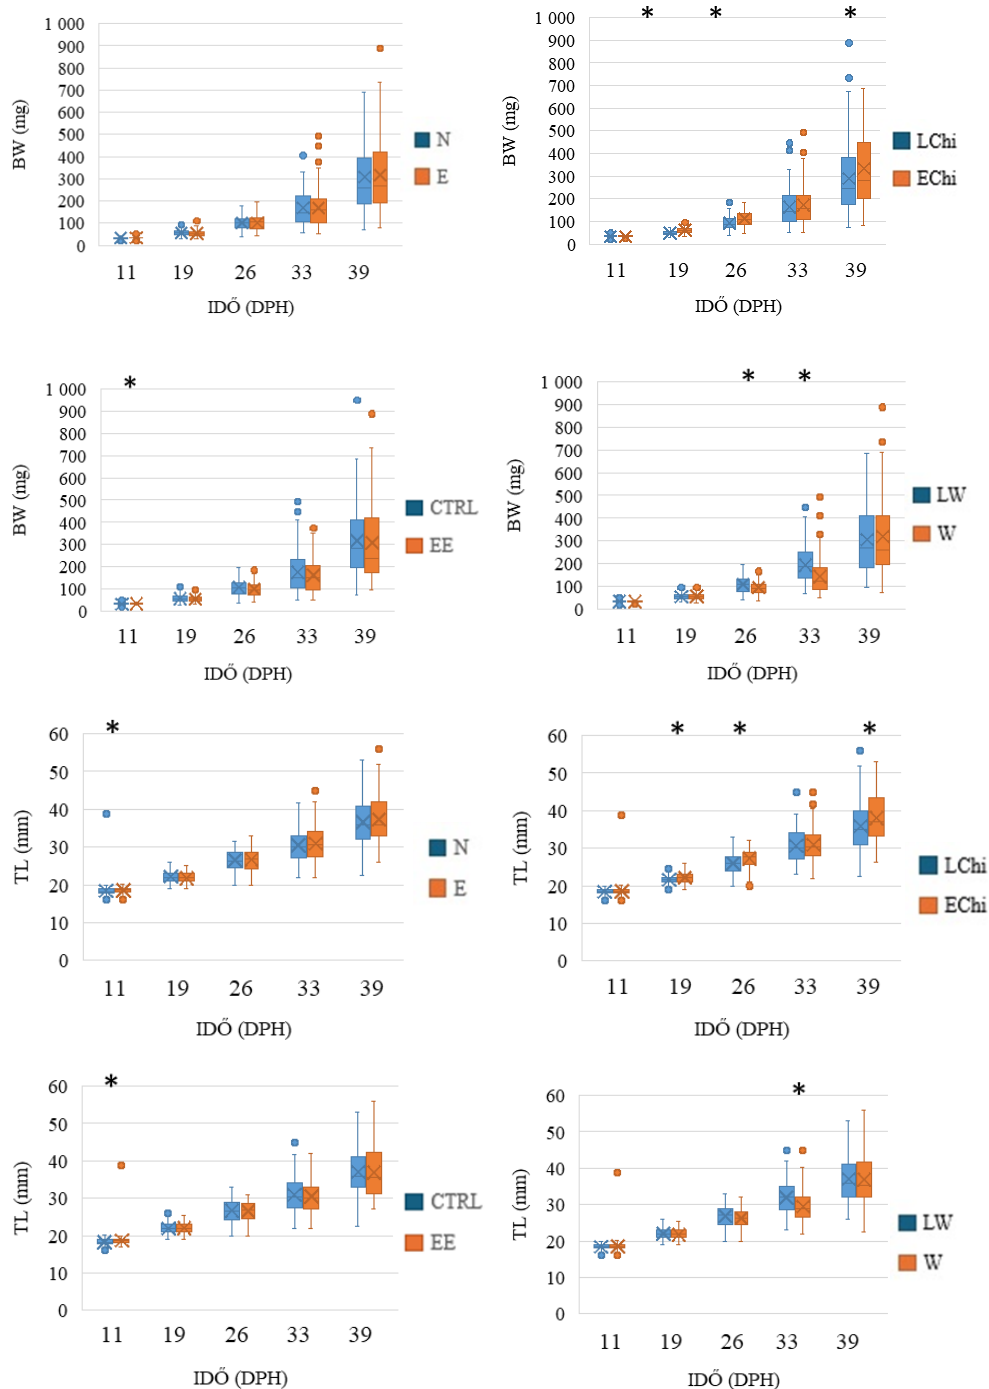 *
*
*
1 000
900
800
700
600
500
400
300
200
100
0
BW (mg)
11 19 26 33 39
IDŐ (DPH)
N
E
1 000
900
800
700
600
500
400
300
200
100
0
BW (mg)
11 19 26 33 39
IDŐ (DPH)
LChi
EChi
*
1 000
900
800
700
600
500
400
300
200
100
0
BW (mg)
11 19 26 33 39
IDŐ (DPH)
CTRL
EE
* *
1 000
900
800
700
600
500
400
300
200
100
0
BW (mg)
11 19 26 33 39
IDŐ (DPH)
LW
W
*
60
50
40
30
20
10
0
TL (mm)
11 19 26 33 39
IDŐ (DPH)
N
E
* * *
60
50
40
30
20
10
0
TL (mm)
11 19 26 33 39
IDŐ (DPH)
LChi
EChi
*
60
50
40
30
20
10
0
TL (mm)
11 19 26 33 39
IDŐ (DPH)
CTRL
EE
*
60
50
40
30
20
10
0
TL (mm)
11 19 26 33 39
IDŐ (DPH)
LW
W